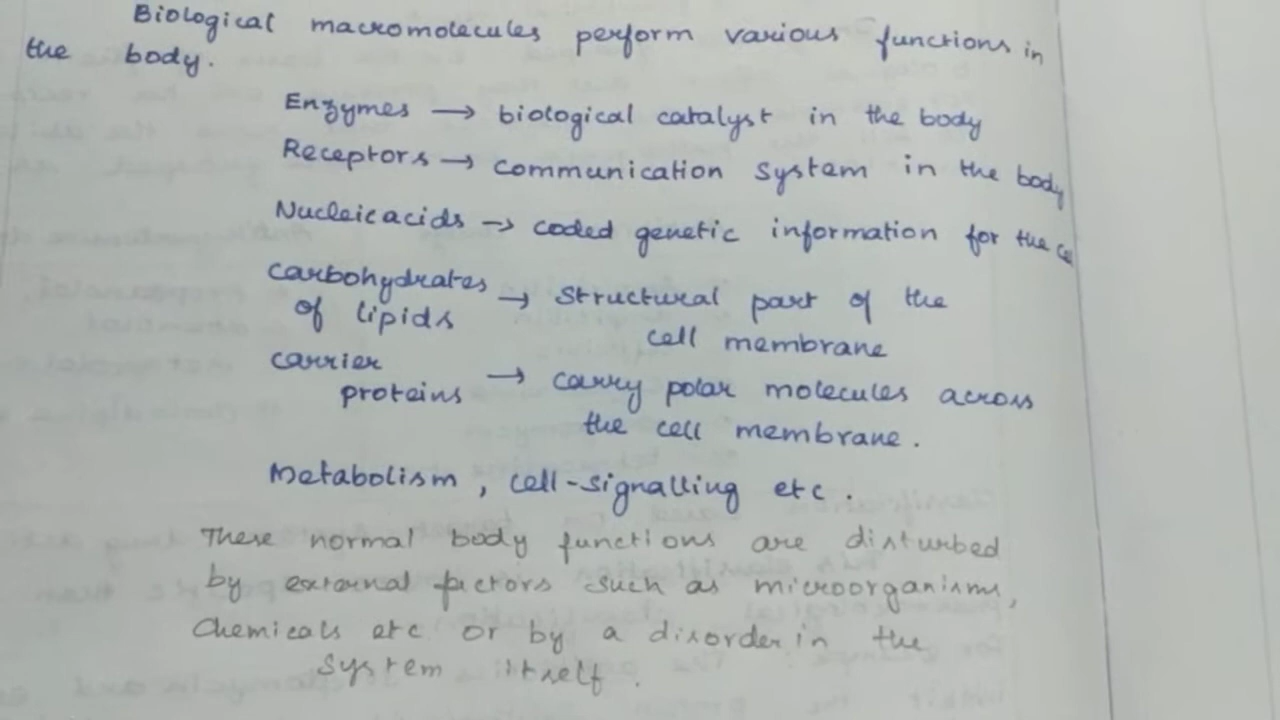 Biological macromolecules perform various functions in
the body.
Enzymes → biological catalyst in the body
Receptors → communication system in the body
Nucleic acids → coded genetic information for the
carbohydrates → structural part of the
of lipids
cell membrane
carrier
proteins → carry polar molecules across
the cell membrane.
Metabolism, cell-signalling etc.
These normal body functions are disturbed
by external factors such as microorganisms,
chemicals etc or by a disorder in the
system itself.